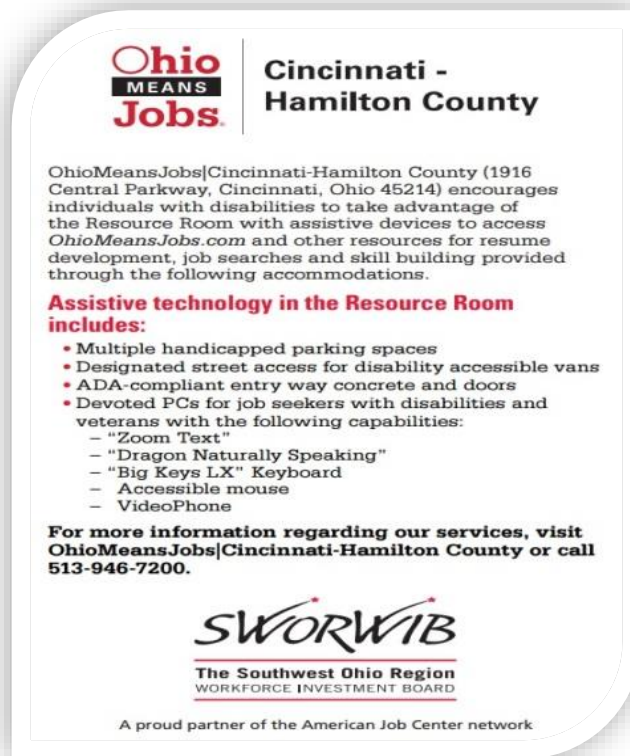 Ohio
MEANS
Jobs.
Cincinnati -
Hamilton County
OhioMeansJobs|Cincinnati-Hamilton County (1916
Central Parkway, Cincinnati, Ohio 45214) encourages
individuals with disabilities to take advantage of
the Resource Room with assistive devices to access
OhioMeansJobs.com and other resources for resume
development, job searches and skill building provided
through the following accommodations.
Assistive technology in the Resource Room
includes:
• Multiple handicapped parking spaces
• Designated street access for disability accessible vans
• ADA-compliant entry way concrete and doors
• Devoted PCs for job seekers with disabilities and
veterans with the following capabilities:
– “Zoom Text”
– “Dragon Naturally Speaking”
– “Big Keys LX” Keyboard
– Accessible mouse
– VideoPhone
For more information regarding our services, visit
OhioMeansJobs|Cincinnati-Hamilton County or call
513-946-7200.
SWORWIB
The Southwest Ohio Region
WORKFORCE INVESTMENT BOARD
A proud partner of the American Job Center network